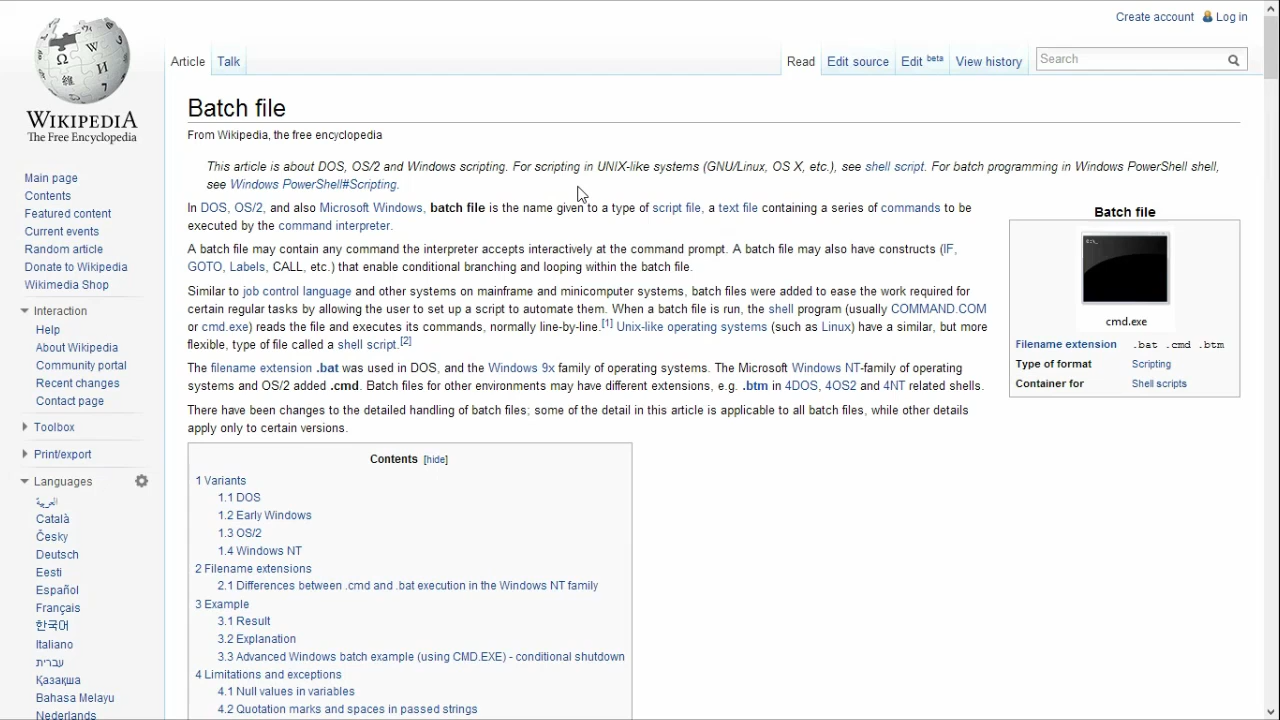 Create account Log in
Article Talk Read Edit source Edit beta View history Search
WIKIPEDIA
The Free Encyclopedia
Main page
Contents
Featured content
Current events
Random article
Donate to Wikipedia
Wikimedia Shop
Interaction
Help
About Wikipedia
Community portal
Recent changes
Contact page
Toolbox
Print/export
Languages
العربية
Català
Česky
Deutsch
Eesti
Español
Français
한국어
Italiano
עברית
Қазақша
Bahasa Melayu
Nederlands
Batch file
From Wikipedia, the free encyclopedia
This article is about DOS, OS/2 and Windows scripting. For scripting in UNIX-like systems (GNU/Linux, OS X, etc.), see shell script. For batch programming in Windows PowerShell shell,
see Windows PowerShell#Scripting.
In DOS, OS/2, and also Microsoft Windows, batch file is the name given to a type of script file, a text file containing a series of commands to be
executed by the command interpreter.
A batch file may contain any command the interpreter accepts interactively at the command prompt. A batch file may also have constructs (IF,
GOTO, Labels, CALL, etc.) that enable conditional branching and looping within the batch file.
Similar to job control language and other systems on mainframe and minicomputer systems, batch files were added to ease the work required for
certain regular tasks by allowing the user to set up a script to automate them. When a batch file is run, the shell program (usually COMMAND.COM
or cmd.exe) reads the file and executes its commands, normally line-by-line.[1] Unix-like operating systems (such as Linux) have a similar, but more
flexible, type of file called a shell script.[2]
The filename extension .bat was used in DOS, and the Windows 9x family of operating systems. The Microsoft Windows NT-family of operating
systems and OS/2 added .cmd. Batch files for other environments may have different extensions, e.g. .btm in 4DOS, 4OS2 and 4NT related shells.
There have been changes to the detailed handling of batch files; some of the detail in this article is applicable to all batch files, while other details
apply only to certain versions.
Batch file
cmd.exe
Filename extension .bat .cmd .btm
Type of format Scripting
Container for Shell scripts
Contents [hide]
1 Variants
1.1 DOS
1.2 Early Windows
1.3 OS/2
1.4 Windows NT
2 Filename extensions
2.1 Differences between .cmd and .bat execution in the Windows NT family
3 Example
3.1 Result
3.2 Explanation
3.3 Advanced Windows batch example (using CMD.EXE) - conditional shutdown
4 Limitations and exceptions
4.1 Null values in variables
4.2 Quotation marks and spaces in passed strings